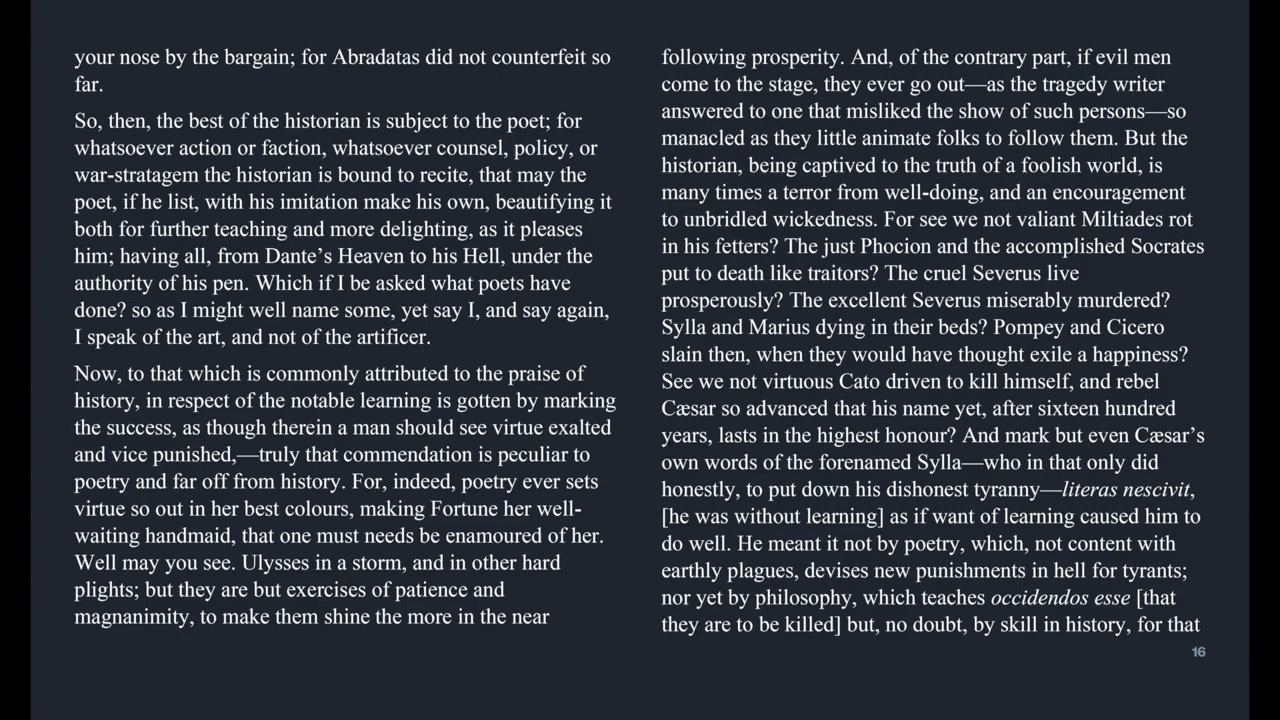 your nose by the bargain; for Abradatas did not counterfeit so
far.
So, then, the best of the historian is subject to the poet; for
whatsoever action or faction, whatsoever counsel, policy, or
war-stratagem the historian is bound to recite, that may the
poet, if he list, with his imitation make his own, beautifying it
both for further teaching and more delighting, as it pleases
him; having all, from Dante’s Heaven to his Hell, under the
authority of his pen. Which if I be asked what poets have
done? so as I might well name some, yet say I, and say again,
I speak of the art, and not of the artificer.
Now, to that which is commonly attributed to the praise of
history, in respect of the notable learning is gotten by marking
the success, as though therein a man should see virtue exalted
and vice punished,—truly that commendation is peculiar to
poetry and far off from history. For, indeed, poetry ever sets
virtue so out in her best colours, making Fortune her well-
waiting handmaid, that one must needs be enamoured of her.
Well may you see. Ulysses in a storm, and in other hard
plights; but they are but exercises of patience and
magnanimity, to make them shine the more in the near
following prosperity. And, of the contrary part, if evil men
come to the stage, they ever go out—as the tragedy writer
answered to one that misliked the show of such persons—so
manacled as they little animate folks to follow them. But the
historian, being captived to the truth of a foolish world, is
many times a terror from well-doing, and an encouragement
to unbridled wickedness. For see we not valiant Miltiades rot
in his fetters? The just Phocion and the accomplished Socrates
put to death like traitors? The cruel Severus live
prosperously? The excellent Severus miserably murdered?
Sylla and Marius dying in their beds? Pompey and Cicero
slain then, when they would have thought exile a happiness?
See we not virtuous Cato driven to kill himself, and rebel
Cæsar so advanced that his name yet, after sixteen hundred
years, lasts in the highest honour? And mark but even Cæsar’s
own words of the forenamed Sylla—who in that only did
honestly, to put down his dishonest tyranny—literas nescivit,
[he was without learning] as if want of learning caused him to
do well. He meant it not by poetry, which, not content with
earthly plagues, devises new punishments in hell for tyrants;
nor yet by philosophy, which teaches occidendos esse [that
they are to be killed] but, no doubt, by skill in history, for that
16